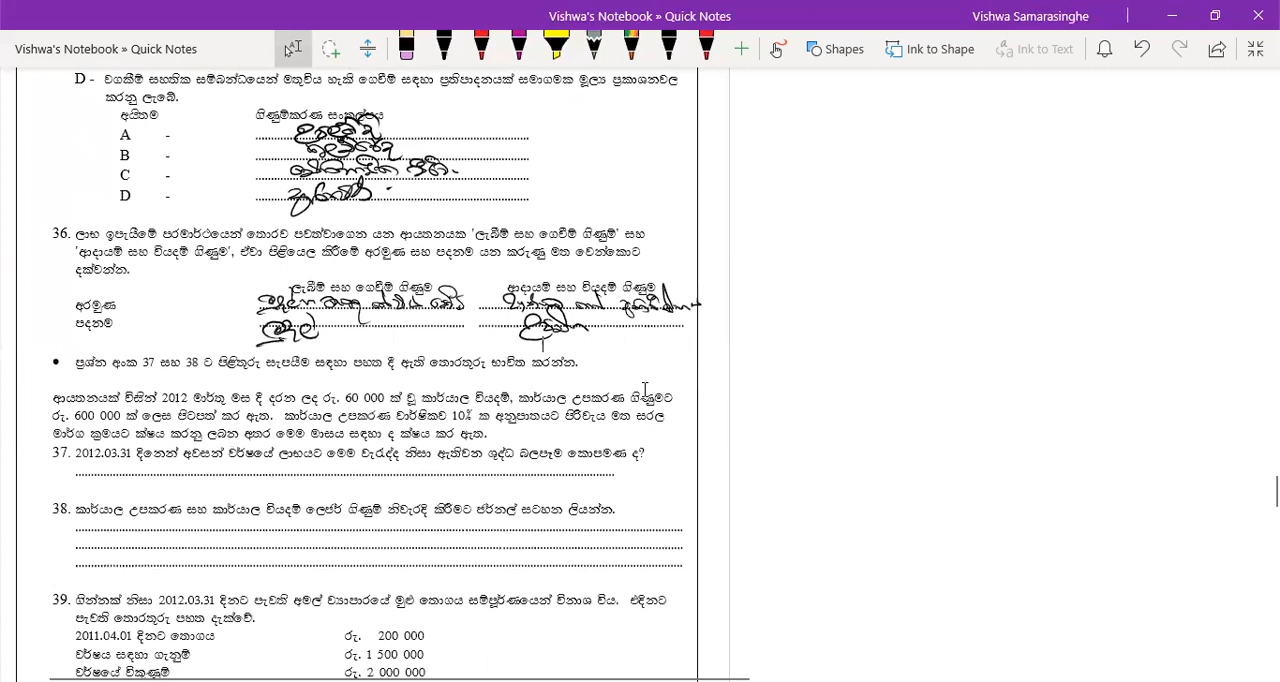 Vishwa's Notebook » Quick Notes
Vishwa Samarasinghe
Vishwa's Notebook » Quick Notes
Shapes
Ink to Shape
Ink to Text
D - වගකීම් සහතික සම්බන්ධයෙන් මතුවිය හැකි ගෙවීම් සඳහා ප්‍රතිපාදනයක් සමාගමක මූල්‍ය ප්‍රකාශනවල
කරනු ලැබේ.
අයිතම ගිණුම්කරණ සංකල්පය
A -
B -
C -
D -
36. ලාභ ඉපැයීමේ පරමාර්ථයෙන් තොරව පවත්වාගෙන යන ආයතනයක 'ලැබීම් සහ ගෙවීම් ගිණුම්' සහ
'ආදායම් සහ වියදම් ගිණුම', ඒවා පිළියෙල කිරීමේ අරමුණ සහ පදනම යන කරුණු මත වෙන්කොට
දක්වන්න.
ලැබීම් සහ ගෙවීම් ගිණුම ආදායම් සහ වියදම් ගිණුම
අරමුණ
පදනම මුදල්
• ප්‍රශ්න අංක 37 සහ 38 ට පිළිතුරු සැපයීම සඳහා පහත දී ඇති තොරතුරු භාවිත කරන්න.
ආයතනයක් විසින් 2012 මාර්තු මස දී දරන ලද රු. 60 000 ක් වූ කාර්යාල වියදම්, කාර්යාල උපකරණ ගිණුමට
රු. 600 000 ක් ලෙස පිටපත් කර ඇත. කාර්යාල උපකරණ වාර්ෂිකව 10% ක අනුපාතයට පිරිවැය මත සරල
මාර්ග ක්‍රමයට ක්ෂය කරනු ලබන අතර මෙම මාසය සඳහා ද ක්ෂය කර ඇත.
37. 2012.03.31 දිනෙන් අවසන් වර්ෂයේ ලාභයට මෙම වැරැද්ද නිසා ඇතිවන ශුද්ධ බලපෑම කොපමණ ද?
38. කාර්යාල උපකරණ සහ කාර්යාල වියදම් ලෙජර් ගිණුම් නිවැරදි කිරීමට ජර්නල් සටහන ලියන්න.
39. ගින්නක් නිසා 2012.03.31 දිනට පැවති අමල් ව්‍යාපාරයේ මුළු තොගය සම්පූර්ණයෙන් විනාශ විය. එදිනට
පැවති තොරතුරු පහත දැක්වේ.
2011.04.01 දිනට තොගය රු. 200 000
වර්ෂය සඳහා ගැනුම් රු. 1 500 000
වර්ෂයේ විකුණුම් රු. 2 000 000